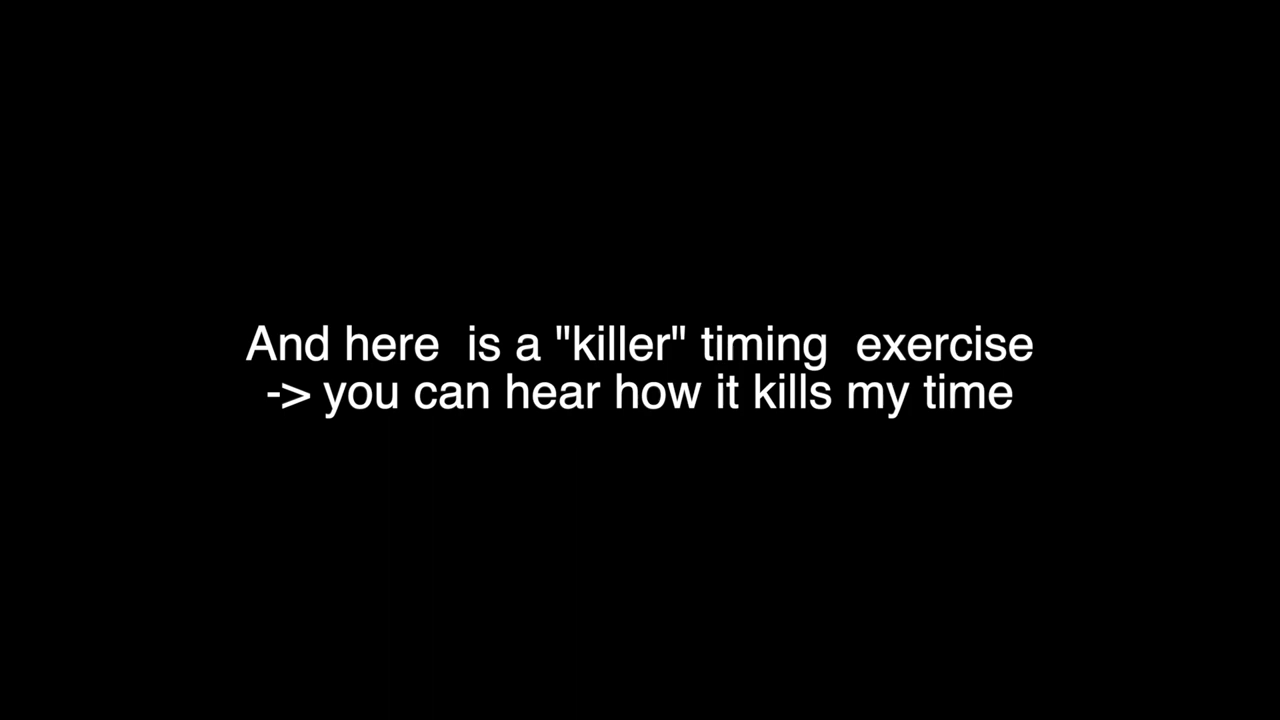 And here  is a "killer" timing  exercise
-> you can hear how it kills my time